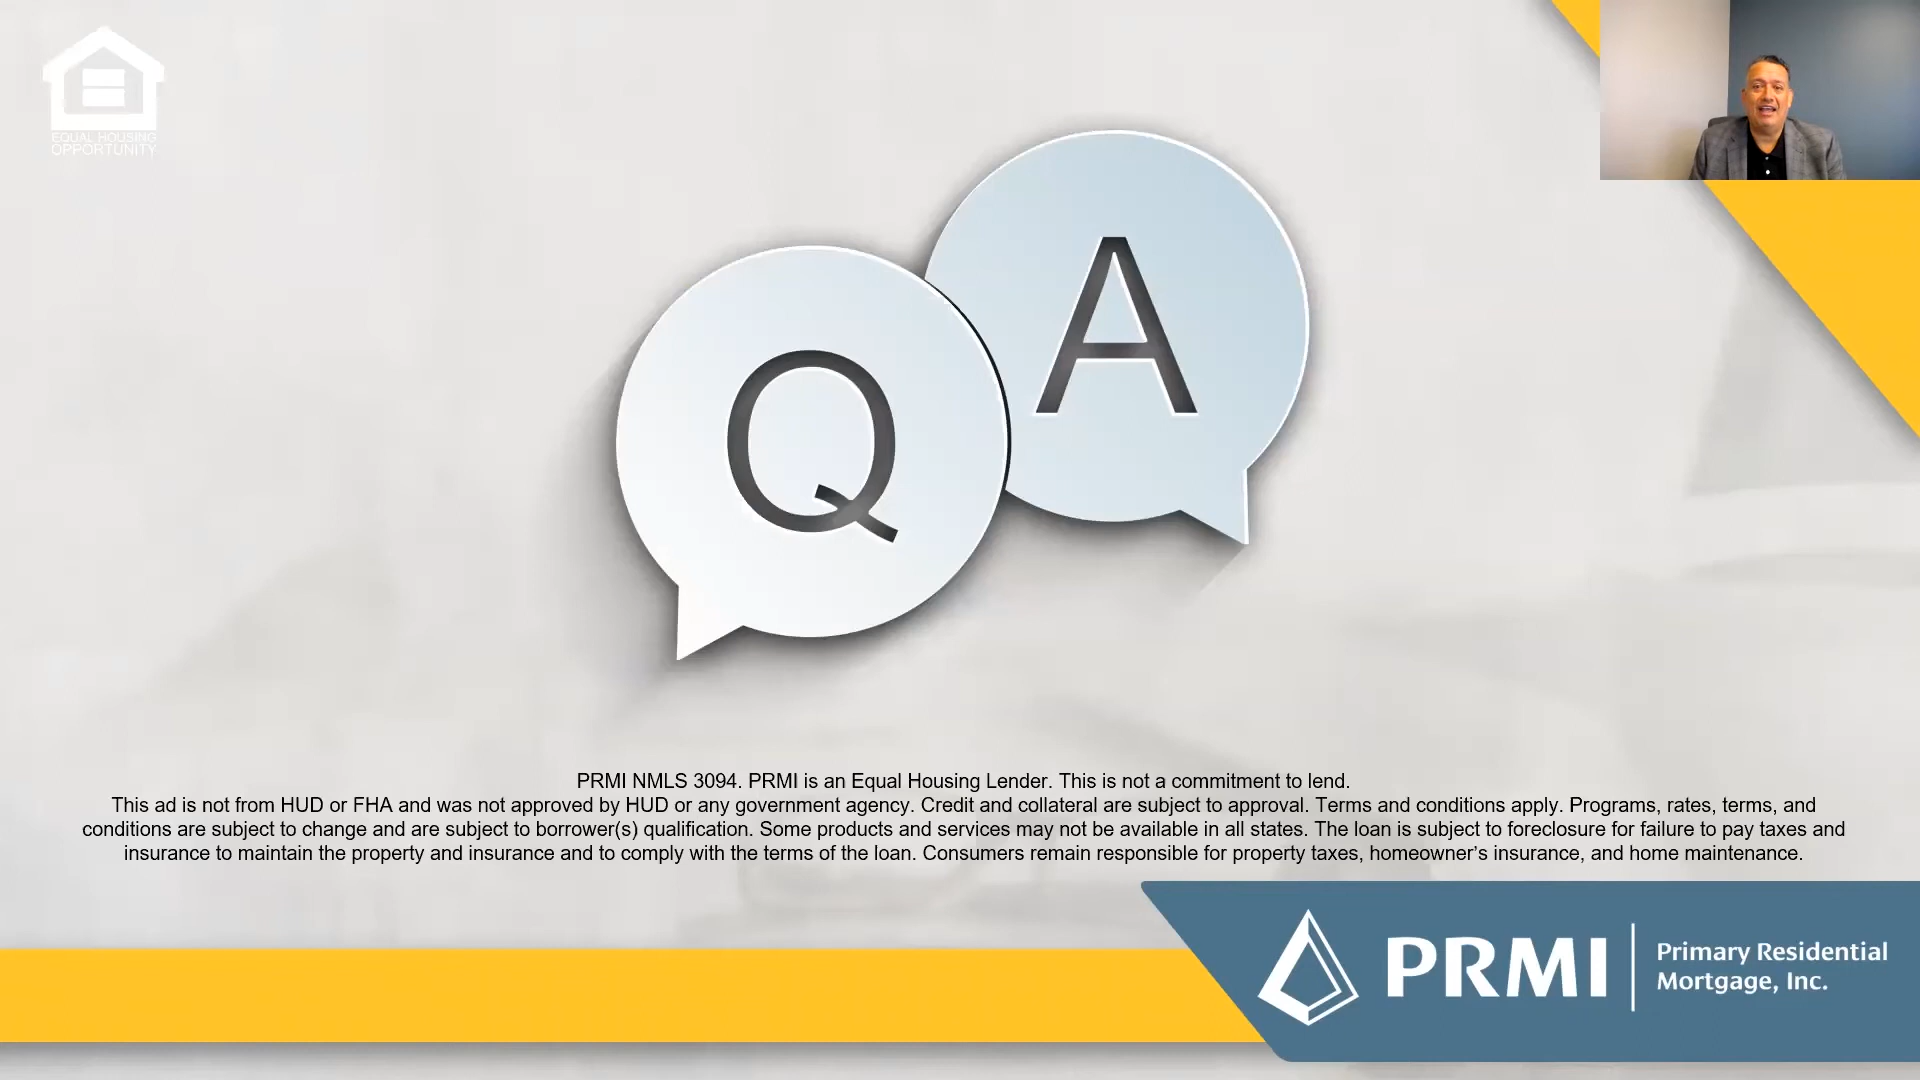 EQUAL HOUSING
OPPORTUNITY
Q
A
PRMI NMLS 3094. PRMI is an Equal Housing Lender. This is not a commitment to lend.
This ad is not from HUD or FHA and was not approved by HUD or any government agency. Credit and collateral are subject to approval. Terms and conditions apply. Programs, rates, terms, and
conditions are subject to change and are subject to borrower(s) qualification. Some products and services may not be available in all states. The loan is subject to foreclosure for failure to pay taxes and
insurance to maintain the property and insurance and to comply with the terms of the loan. Consumers remain responsible for property taxes, homeowner’s insurance, and home maintenance.
PRMI
Primary Residential
Mortgage, Inc.